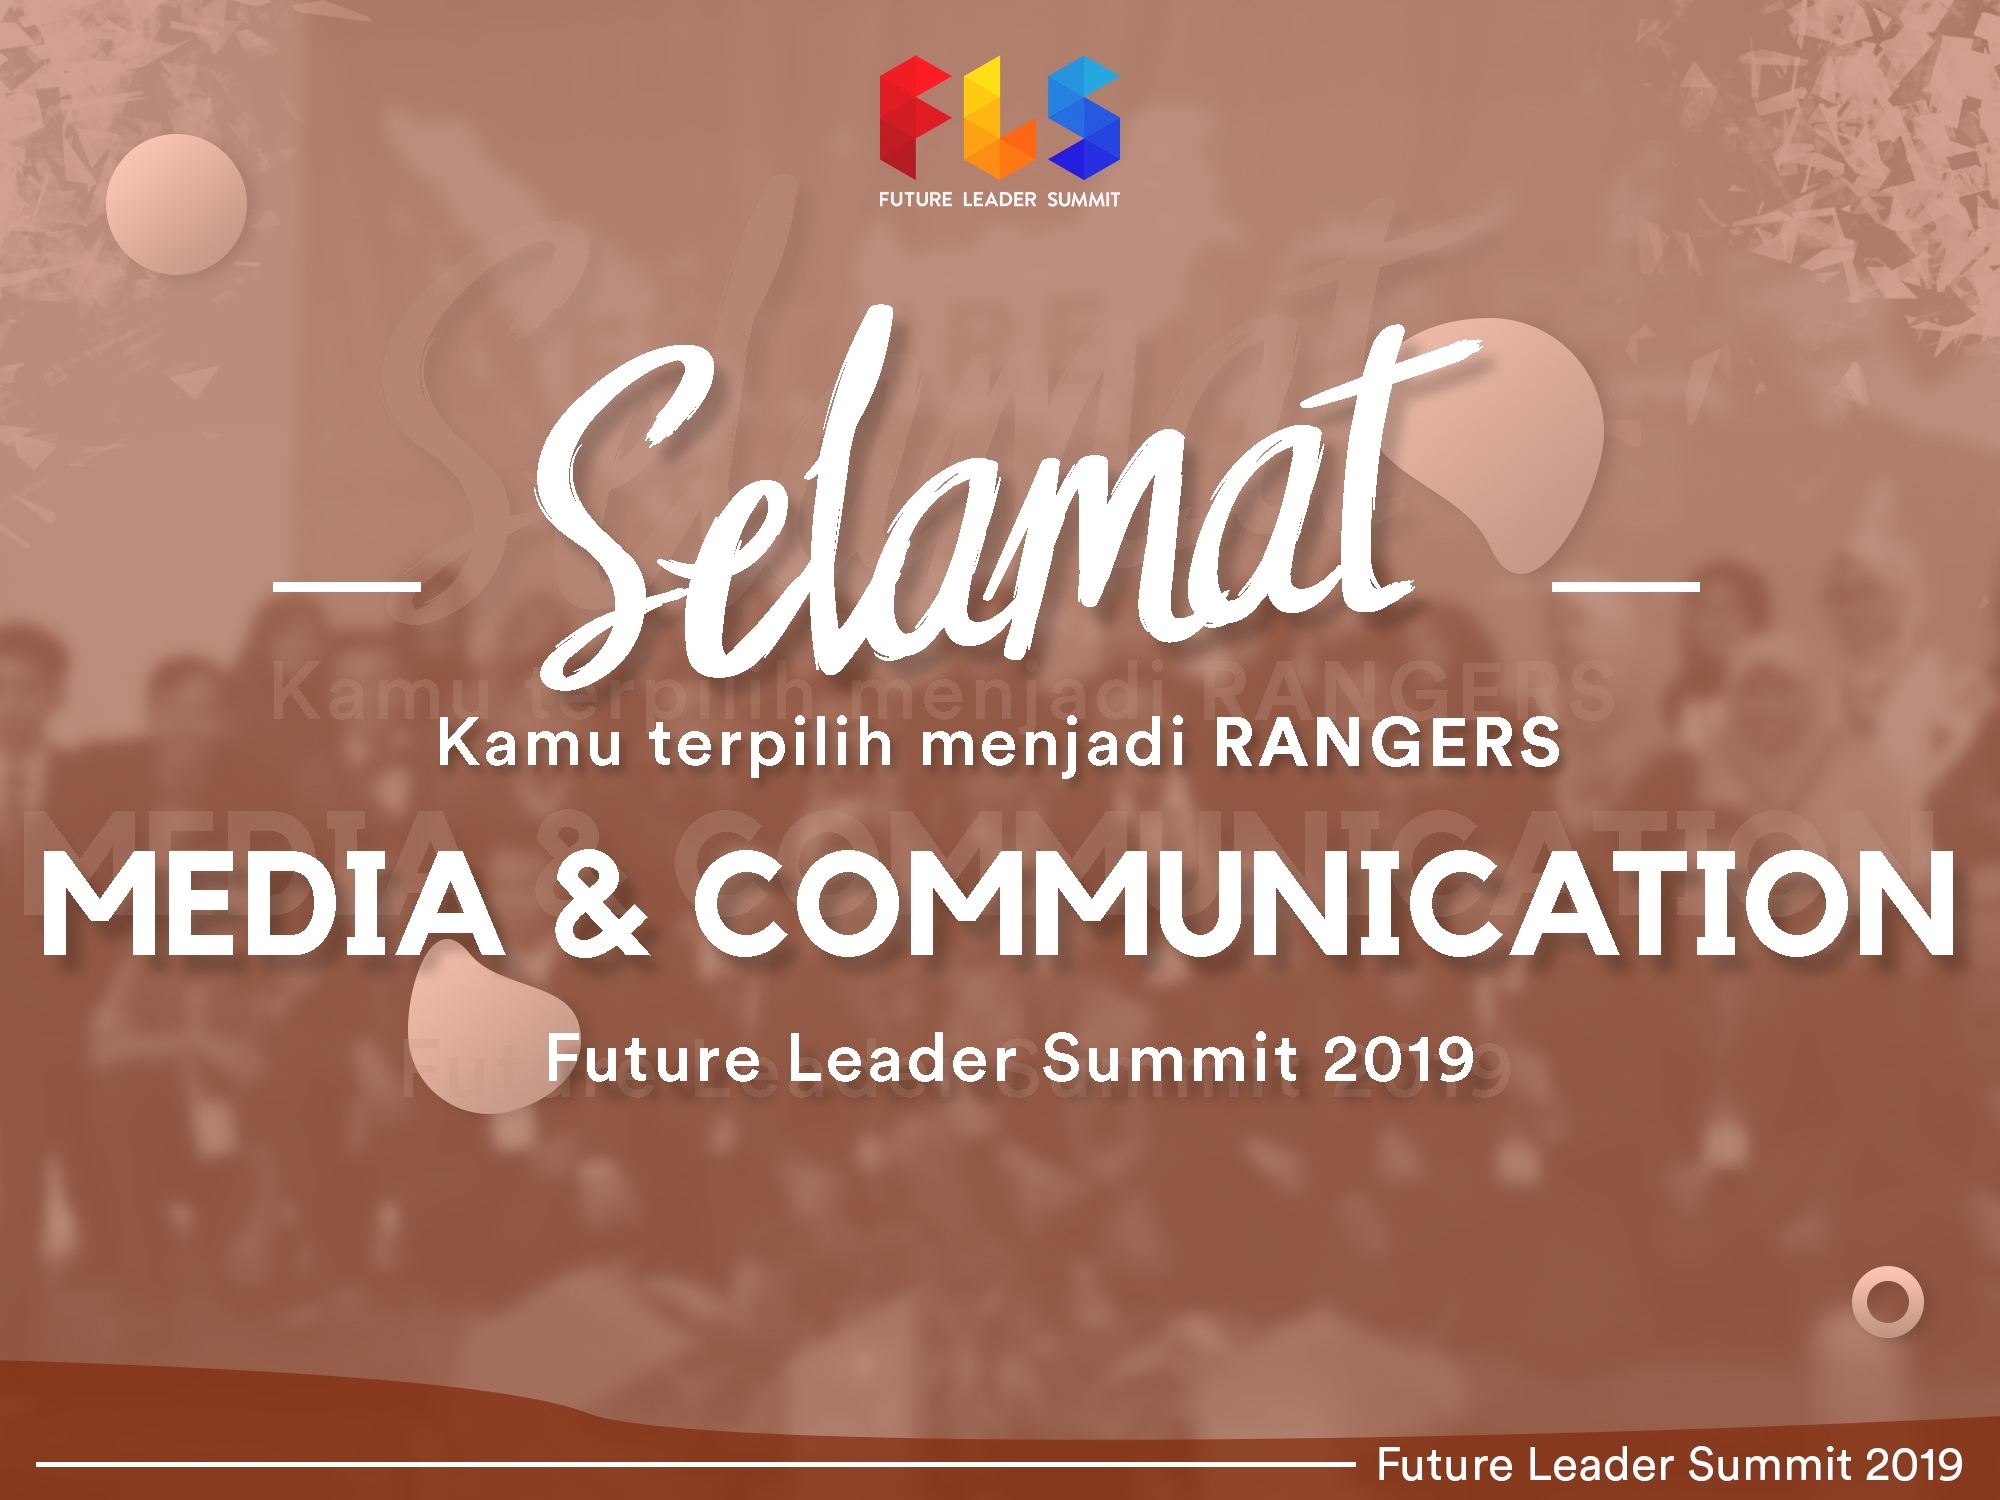 FLS
FUTURE LEADER SUMMIT
Selamat
Kamu terpilih menjadi RANGERS
MEDIA & COMMUNICATION
Future Leader Summit 2019
Future Leader Summit 2019